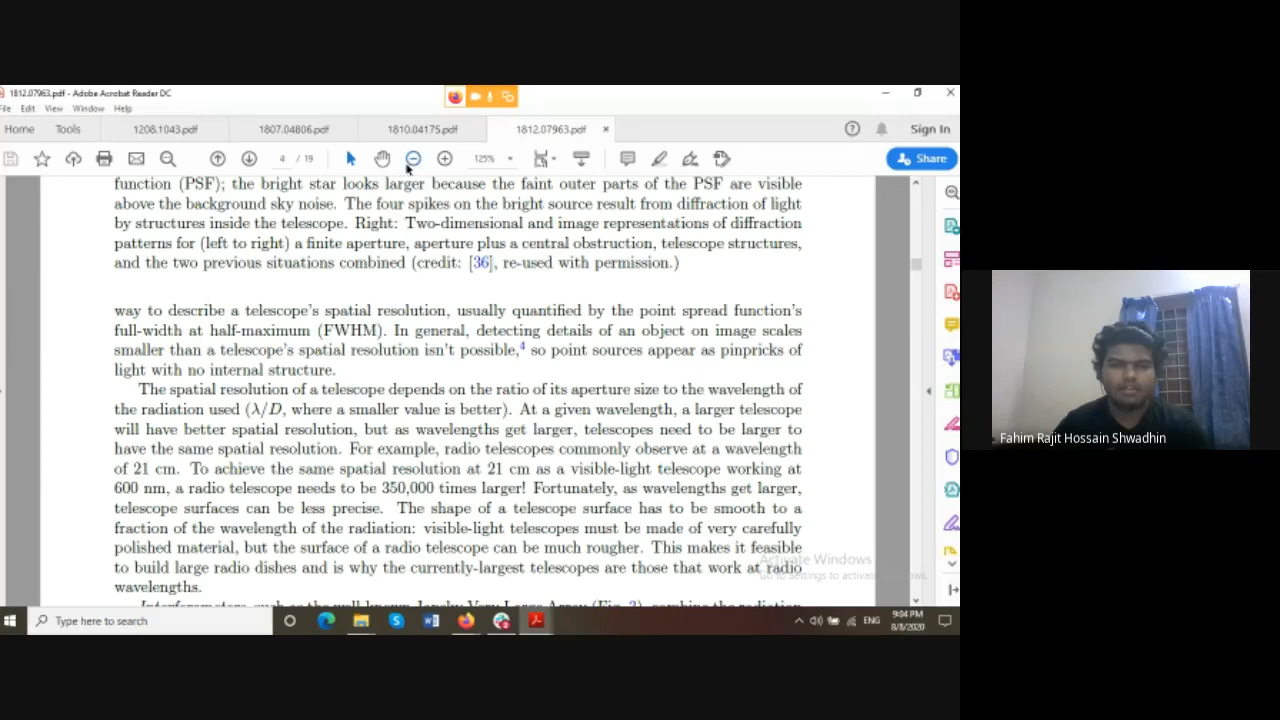 1812.07963.pdf - Adobe Acrobat Reader DC
File Edit View Window Help
Home Tools 1208.1043.pdf 1807.04806.pdf 1810.04175.pdf 1812.07963.pdf × Sign In
4 / 19 125% Share
function (PSF); the bright star looks larger because the faint outer parts of the PSF are visible
above the background sky noise. The four spikes on the bright source result from diffraction of light
by structures inside the telescope. Right: Two-dimensional and image representations of diffraction
patterns for (left to right) a finite aperture, aperture plus a central obstruction, telescope structures,
and the two previous situations combined (credit: [36], re-used with permission.)
way to describe a telescope's spatial resolution, usually quantified by the point spread function's
full-width at half-maximum (FWHM). In general, detecting details of an object on image scales
smaller than a telescope's spatial resolution isn't possible,4 so point sources appear as pinpricks of
light with no internal structure.
The spatial resolution of a telescope depends on the ratio of its aperture size to the wavelength of
the radiation used (λ/D, where a smaller value is better). At a given wavelength, a larger telescope
will have better spatial resolution, but as wavelengths get larger, telescopes need to be larger to
have the same spatial resolution. For example, radio telescopes commonly observe at a wavelength
of 21 cm. To achieve the same spatial resolution at 21 cm as a visible-light telescope working at
600 nm, a radio telescope needs to be 350,000 times larger! Fortunately, as wavelengths get larger,
telescope surfaces can be less precise. The shape of a telescope surface has to be smooth to a
fraction of the wavelength of the radiation: visible-light telescopes must be made of very carefully
polished material, but the surface of a radio telescope can be much rougher. This makes it feasible
to build large radio dishes and is why the currently-largest telescopes are those that work at radio
wavelengths.
Activate Windows
Go to Settings to activate Windows.
Type here to search
ENG
9:04 PM
8/8/2020
Fahim Rajit Hossain Shwadhin